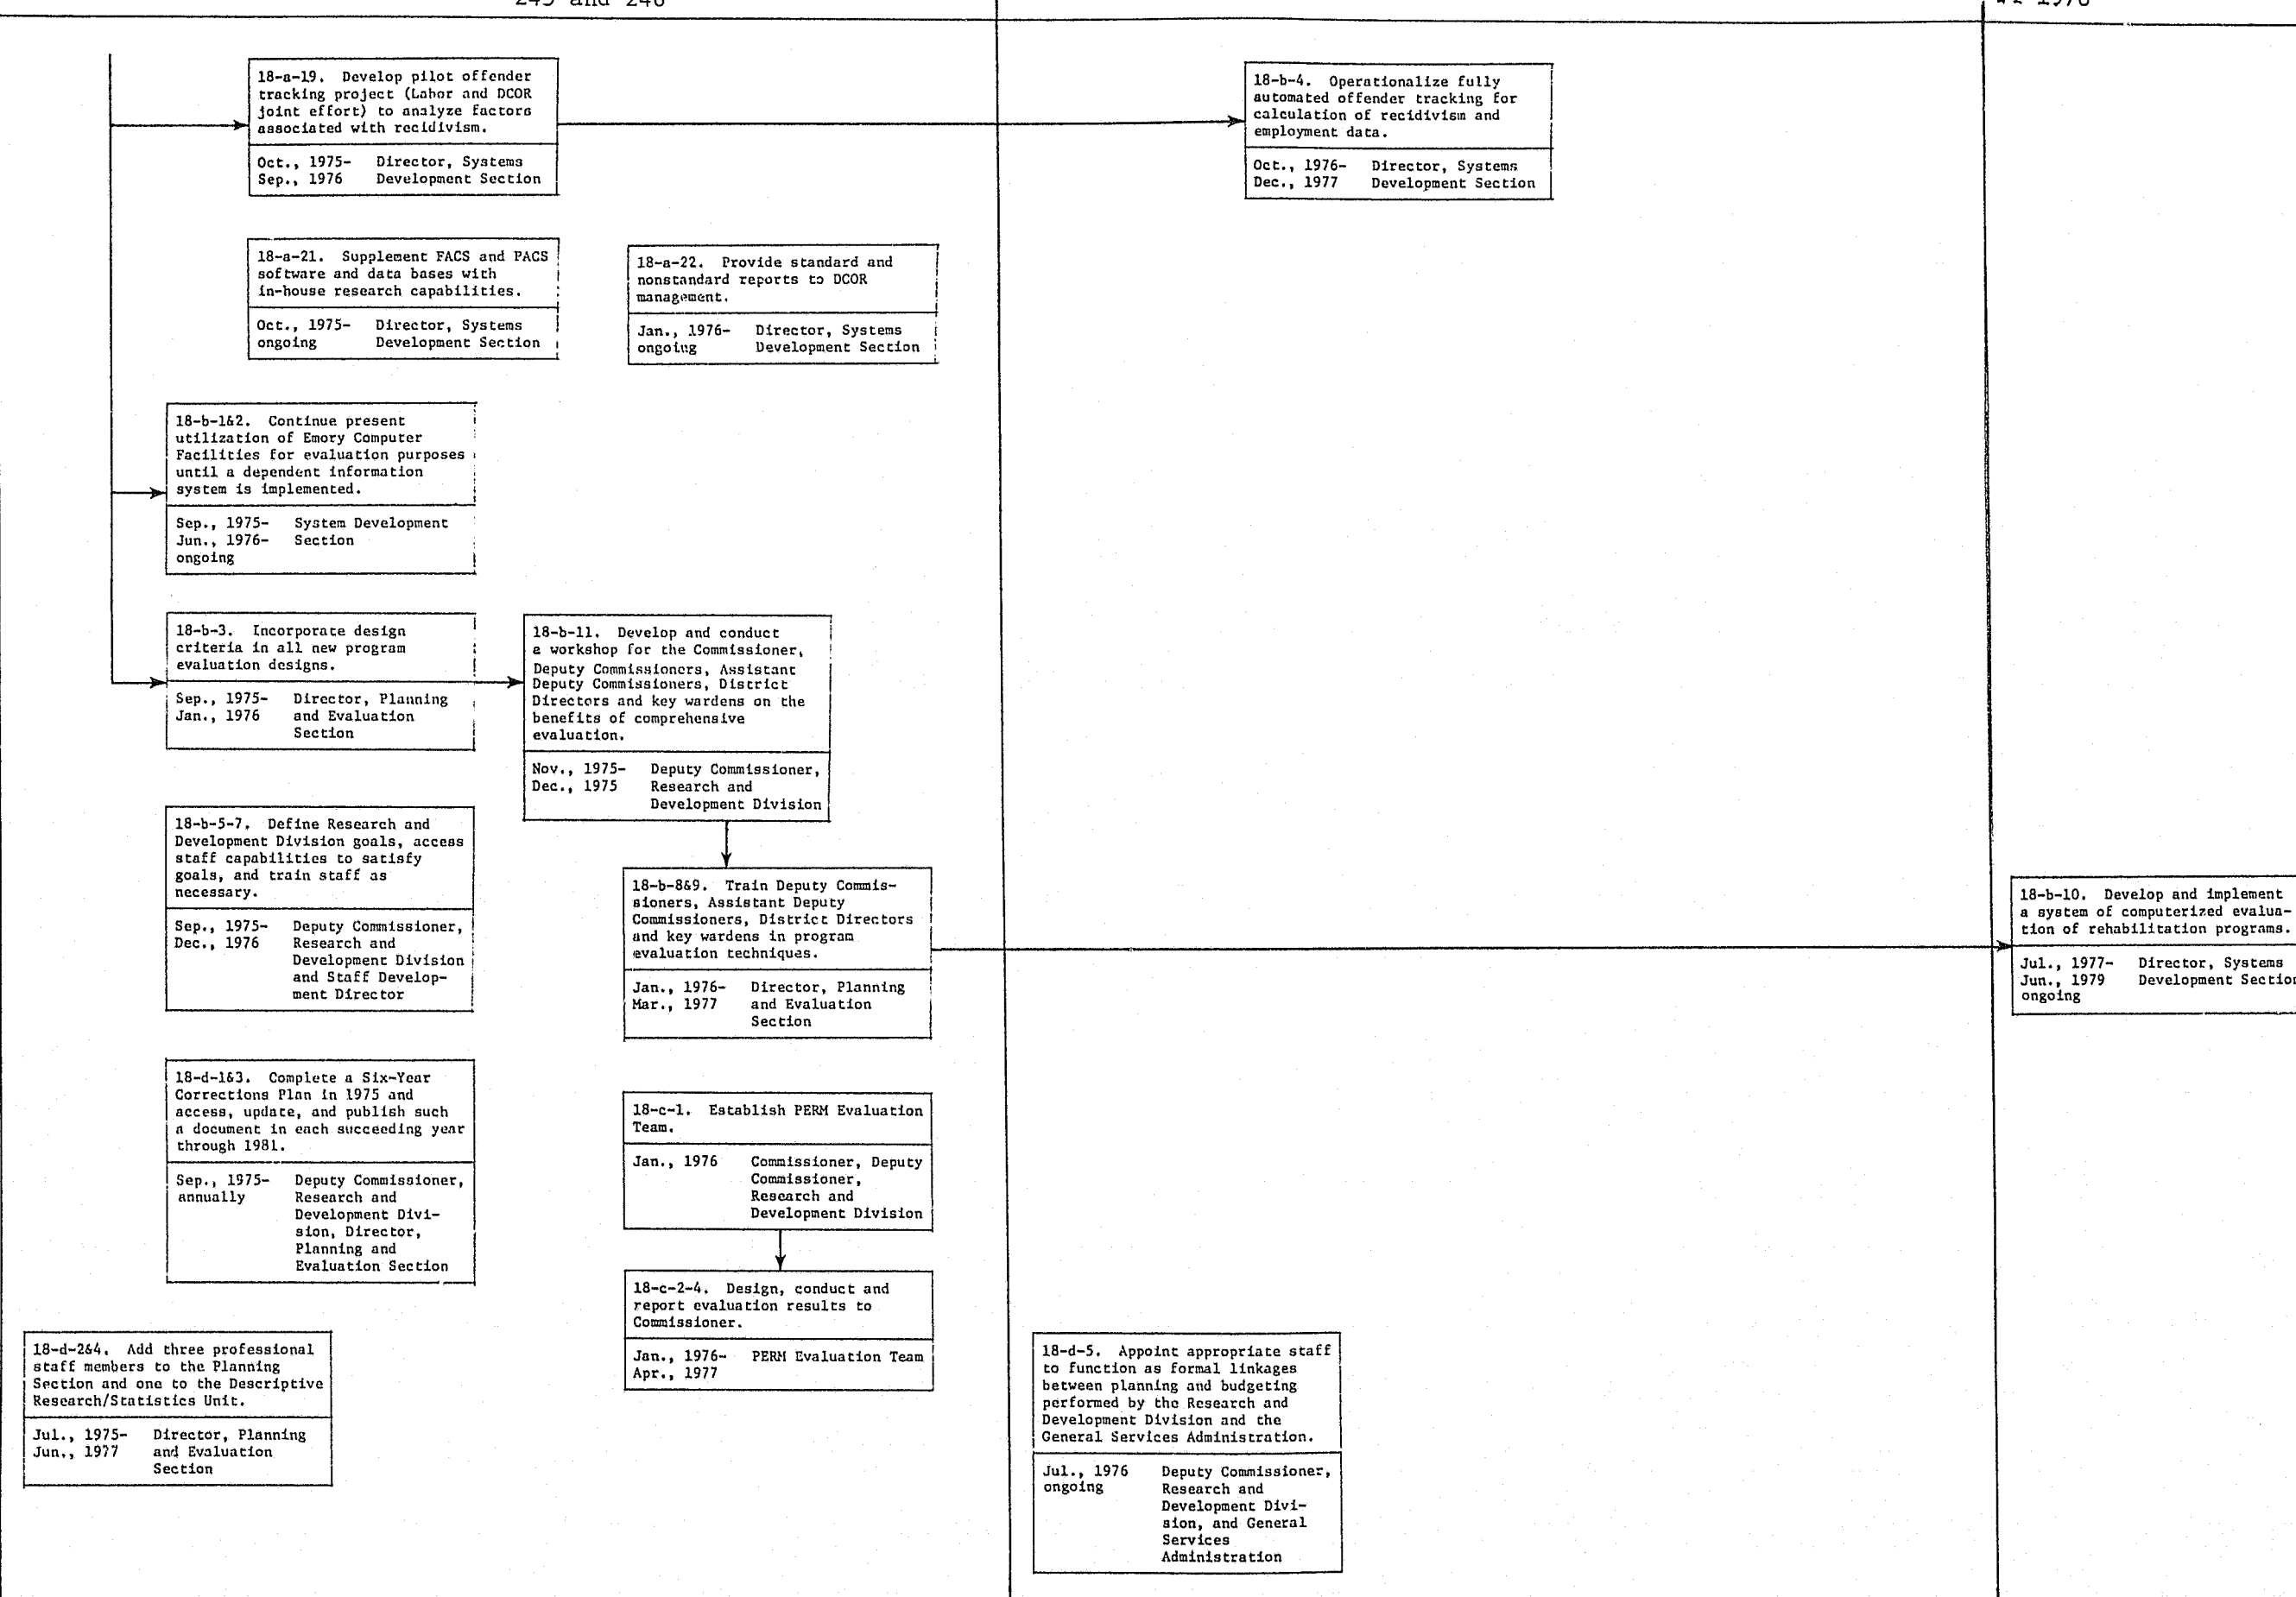 245 and 246
18-a-19. Develop pilot offender
tracking project (Labor and DCOR
joint effort) to analyze factors
associated with recidivism.
Oct., 1975- Director, Systems
Sep., 1976 Development Section
18-b-4. Operationalize fully
automated offender tracking for
calculation of recidivism and
employment data.
Oct., 1976- Director, Systems
Dec., 1977 Development Section
18-a-21. Supplement FACS and PACS
software and data bases with
in-house research capabilities.
Oct., 1975- Director, Systems
ongoing Development Section
18-a-22. Provide standard and
nonstandard reports to DCOR
management.
Jan., 1976- Director, Systems
ongoing Development Section
18-b-1&2. Continue present
utilization of Emory Computer
Facilities for evaluation purposes
until a dependent information
system is implemented.
Sep., 1975- System Development
Jun., 1976- Section
ongoing
18-b-3. Incorporate design
criteria in all new program
evaluation designs.
Sep., 1975- Director, Planning
Jan., 1976 and Evaluation
Section
18-b-11. Develop and conduct
a workshop for the Commissioner,
Deputy Commissioners, Assistant
Deputy Commissioners, District
Directors and key wardens on the
benefits of comprehensive
evaluation.
Nov., 1975- Deputy Commissioner,
Dec., 1975 Research and
Development Division
18-b-5-7. Define Research and
Development Division goals, access
staff capabilities to satisfy
goals, and train staff as
necessary.
Sep., 1975- Deputy Commissioner,
Dec., 1976 Research and
Development Division
and Staff Develop-
ment Director
18-b-8&9. Train Deputy Commis-
sioners, Assistant Deputy
Commissioners, District Directors
and key wardens in program
evaluation techniques.
Jan., 1976- Director, Planning
Mar., 1977 and Evaluation
Section
18-b-10. Develop and implement
a system of computerized evalua-
tion of rehabilitation programs.
Jul., 1977- Director, Systems
Jun., 1979 Development Section
ongoing
18-d-1&3. Complete a Six-Year
Corrections Plan in 1975 and
access, update, and publish such
a document in each succeeding year
through 1981.
Sep., 1975- Deputy Commissioner,
annually Research and
Development Divi-
sion, Director,
Planning and
Evaluation Section
18-c-1. Establish PERM Evaluation
Team.
Jan., 1976 Commissioner, Deputy
Commissioner,
Research and
Development Division
18-c-2-4. Design, conduct and
report evaluation results to
Commissioner.
Jan., 1976- PERM Evaluation Team
Apr., 1977
18-d-2&4. Add three professional
staff members to the Planning
Section and one to the Descriptive
Research/Statistics Unit.
Jul., 1975- Director, Planning
Jun., 1977 and Evaluation
Section
18-d-5. Appoint appropriate staff
to function as formal linkages
between planning and budgeting
performed by the Research and
Development Division and the
General Services Administration.
Jul., 1976 Deputy Commissioner,
ongoing Research and
Development Divi-
sion, and General
Services
Administration